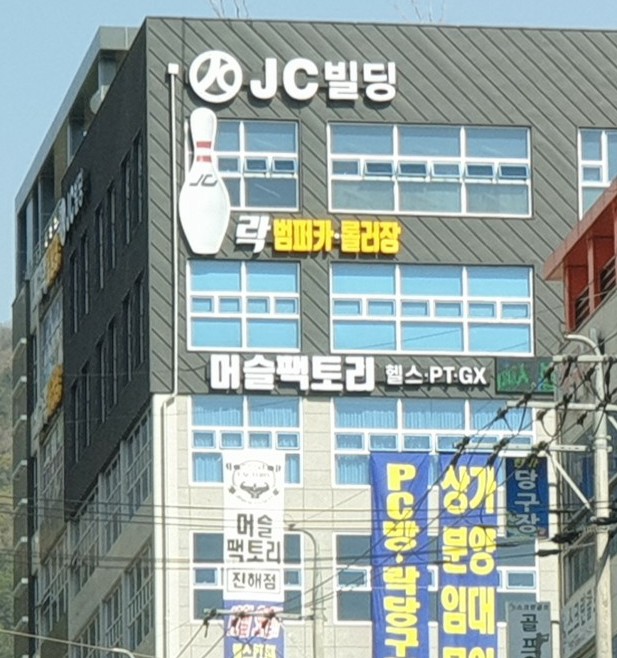 JC빌딩
JC
락 범퍼카·롤러장
머슬팩토리 헬스·PT·GX
머슬
팩토리
진해점
PC방·락당구
상가
분양
임대
당구장
골프